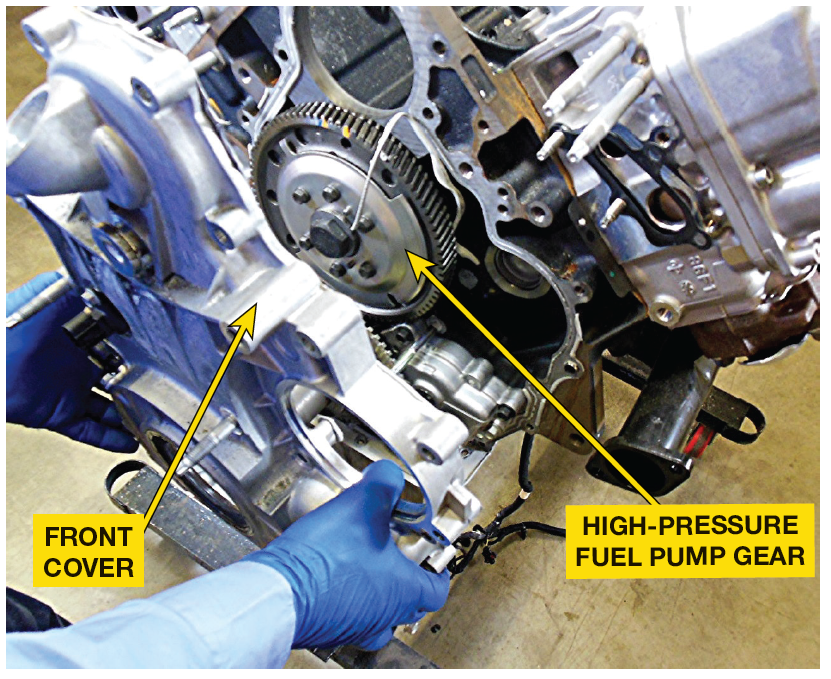 FRONT
COVER
HIGH-PRESSURE
FUEL PUMP GEAR